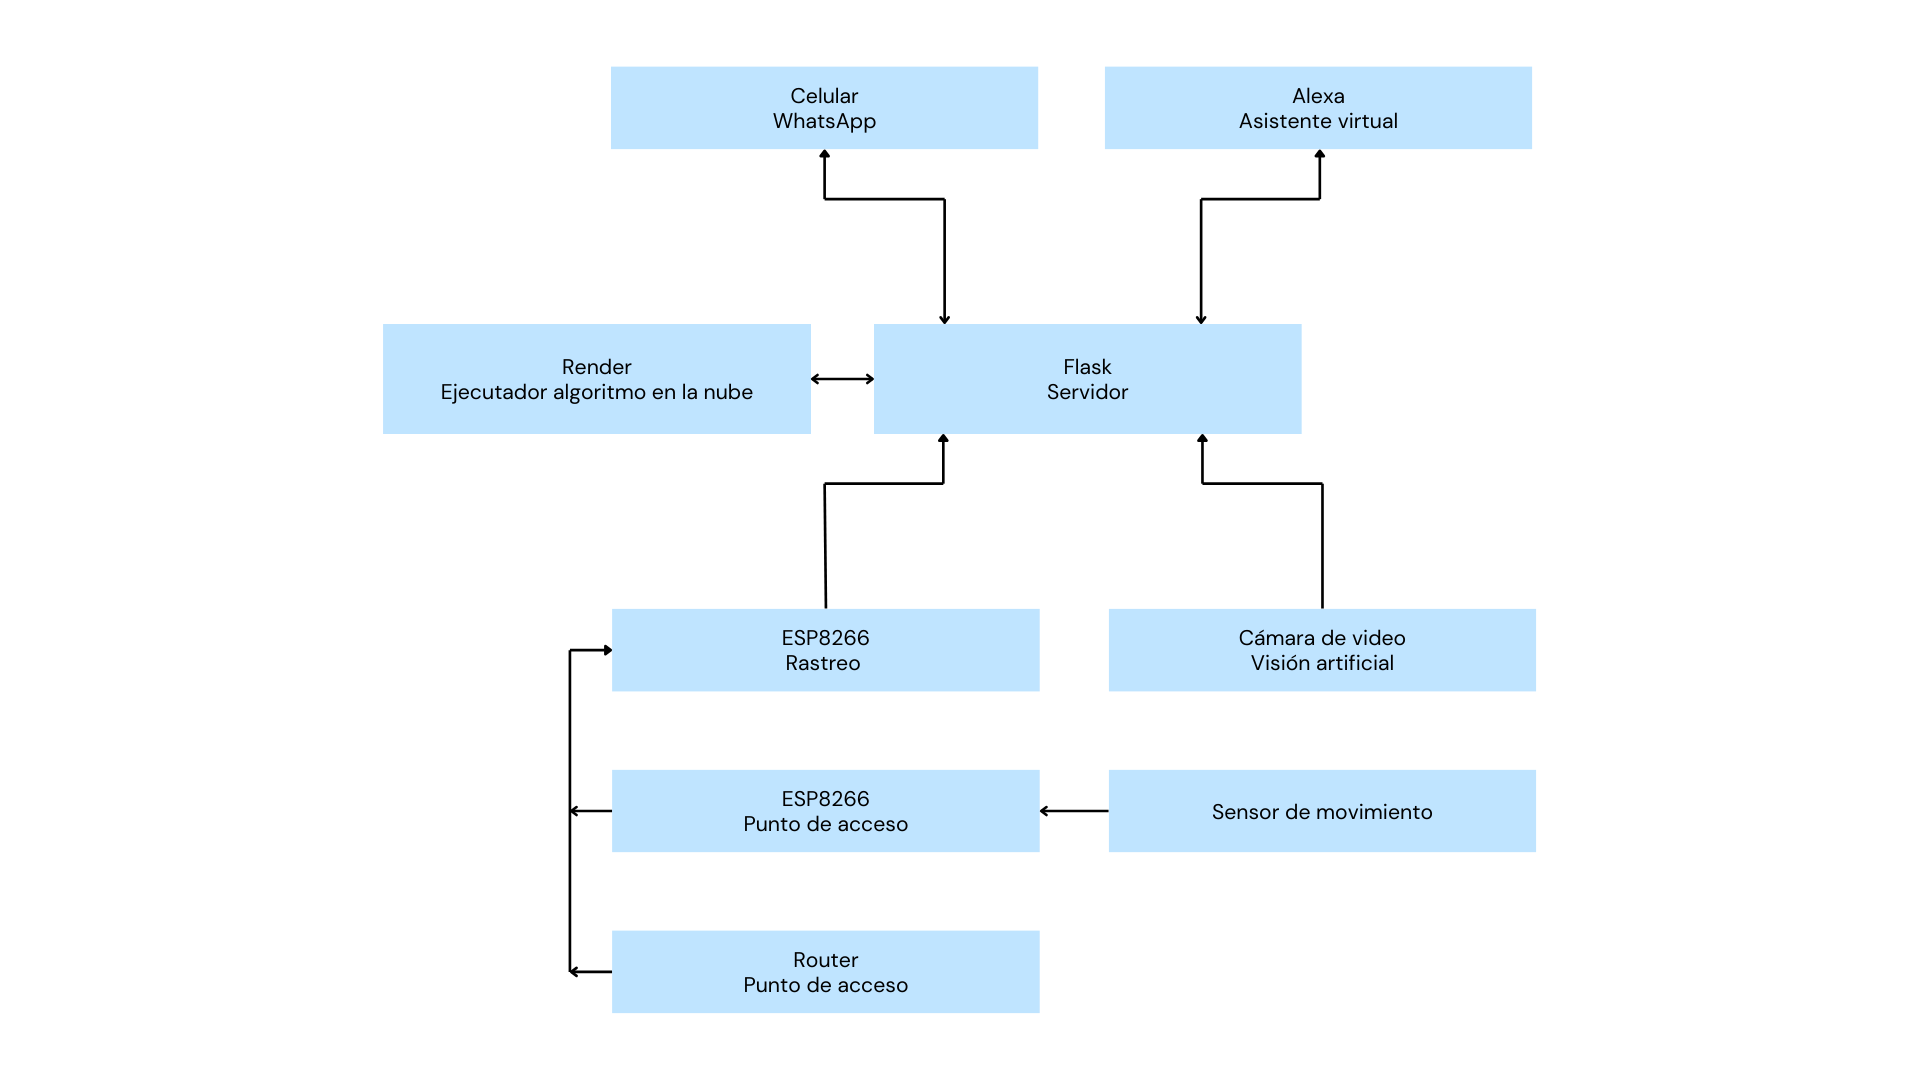 Celular
WhatsApp
Alexa
Asistente virtual
Render
Ejecutador algoritmo en la nube
Flask
Servidor
ESP8266
Rastreo
Cámara de video
Visión artificial
ESP8266
Punto de acceso
Sensor de movimiento
Router
Punto de acceso